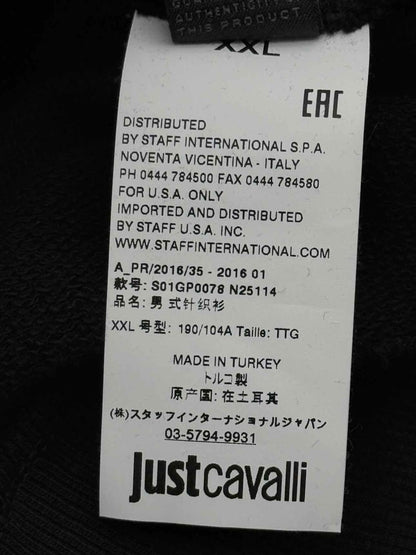 AUTHENTICITY
THIS PRODUCT
XXL
EAC
DISTRIBUTED
BY STAFF INTERNATIONAL S.P.A.
NOVENTA VICENTINA - ITALY
PH 0444 784500 FAX 0444 784580
FOR U.S.A. ONLY
IMPORTED AND DISTRIBUTED
BY STAFF U.S.A. INC.
WWW.STAFFINTERNATIONAL.COM
A_PR/2016/35 - 2016 01
款号: S01GP0078 N25114
品名: 男 式针织衫
XXL 号型: 190/104A Taille: TTG
MADE IN TURKEY
トルコ製
原产国: 在土耳其
(株)スタッフインターナショナルジャパン
03-5794-9931
justcavalli